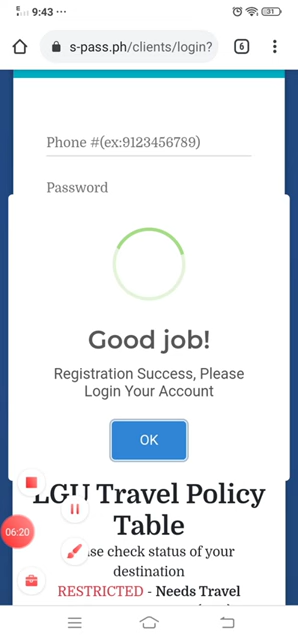 E
9:43
31
s-pass.ph/clients/login?
6
Phone #(ex:9123456789)
Password
Good job!
Registration Success, Please
Login Your Account
OK
LGU Travel Policy
Table
se check status of your
destination
RESTRICTED - Needs Travel
06:20